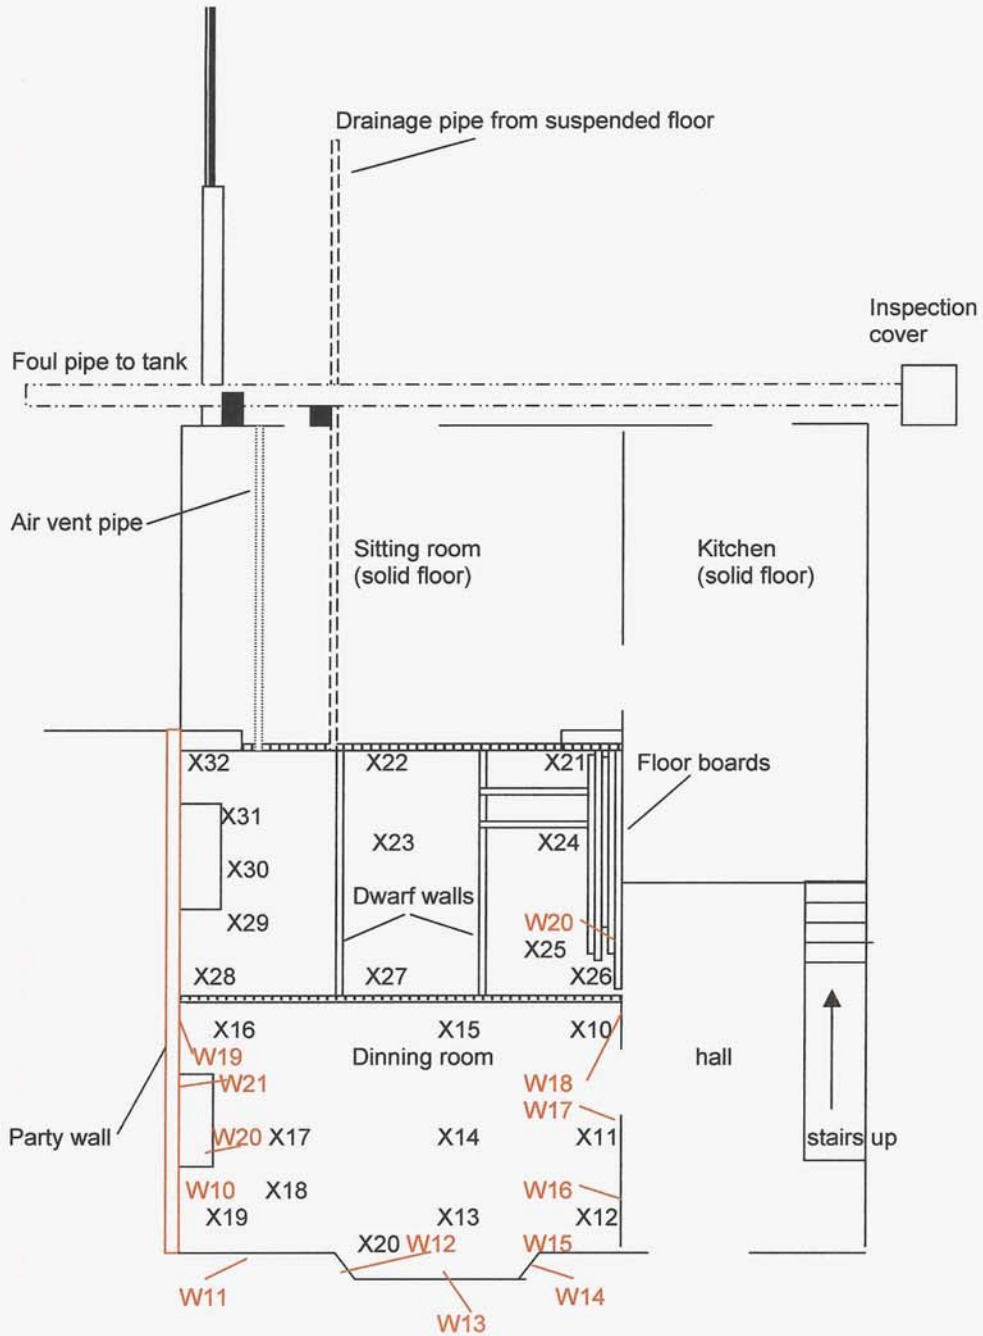 Drainage pipe from suspended floor
Inspection
cover
Foul pipe to tank
Air vent pipe
Sitting room
(solid floor)
Kitchen
(solid floor)
X32
X22
X21
Floor boards
X31
X23
X24
X30
Dwarf walls
X29
W20
X25
X28
X27
X26
X16
X15
X10
W19
Dinning room
hall
W21
W18
W17
Party wall
W20
X17
X14
X11
stairs up
W10
X18
W16
X19
X13
X12
X20
W12
W15
W11
W14
W13